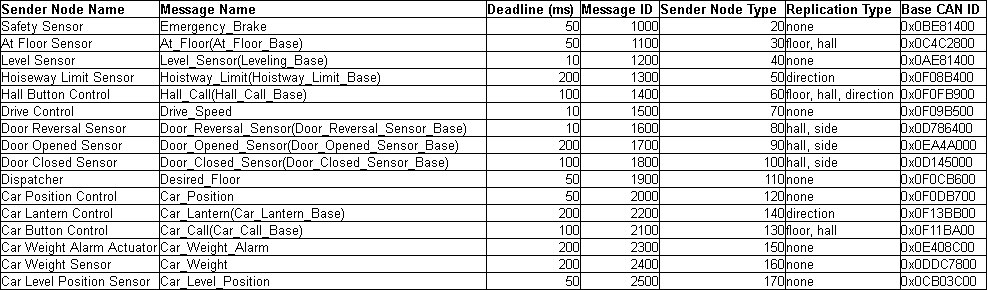 Sender Node Name Message Name Deadline (ms) Message ID Sender Node Type Replication Type Base CAN ID
Safety Sensor Emergency_Brake 50 1000 20 none 0x0BE81400
At Floor Sensor At_Floor(At_Floor_Base) 50 1100 30 floor, hall 0x0C4C2800
Level Sensor Level_Sensor(Leveling_Base) 10 1200 40 none 0x0AE81400
Hoiseway Limit Sensor Hoistway_Limit(Hoistway_Limit_Base) 200 1300 50 direction 0x0F08B400
Hall Button Control Hall_Call(Hall_Call_Base) 100 1400 60 floor, hall, direction 0x0F0FB900
Drive Control Drive_Speed 10 1500 70 none 0x0F09B500
Door Reversal Sensor Door_Reversal_Sensor(Door_Reversal_Sensor_Base) 10 1600 80 hall, side 0x0D786400
Door Opened Sensor Door_Opened_Sensor(Door_Opened_Sensor_Base) 200 1700 90 hall, side 0x0EA4A000
Door Closed Sensor Door_Closed_Sensor(Door_Closed_Sensor_Base) 100 1800 100 hall, side 0x0D145000
Dispatcher Desired_Floor 50 1900 110 none 0x0F0CB600
Car Position Control Car_Position 50 2000 120 none 0x0F0DB700
Car Lantern Control Car_Lantern(Car_Lantern_Base) 200 2200 140 direction 0x0F13BB00
Car Button Control Car_Call(Car_Call_Base) 100 2100 130 floor, hall 0x0F11BA00
Car Weight Alarm Actuator Car_Weight_Alarm 200 2300 150 none 0x0E408C00
Car Weight Sensor Car_Weight 200 2400 160 none 0x0DDC7800
Car Level Position Sensor Car_Level_Position 50 2500 170 none 0x0CB03C00